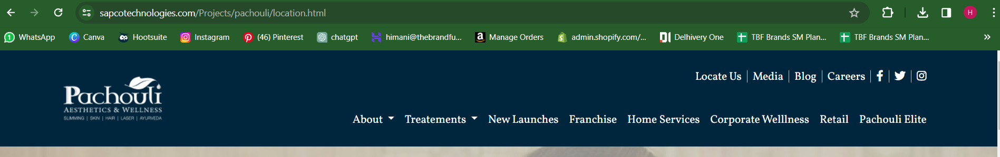 sapcotechnologies.com/Projects/pachouli/location.html
H
WhatsApp Canva Hootsuite Instagram (46) Pinterest chatgpt himani@thebrandfu... Manage Orders admin.shopify.com/... Delhivery One TBF Brands SM Plan... TBF Brands SM Plan...
Locate Us | Media | Blog | Careers
Pachouli
AESTHETICS & WELLNESS
SLIMMING | SKIN | HAIR | LASER | AYURVEDA
About Treatements New Launches Franchise Home Services Corporate Welllness Retail Pachouli Elite